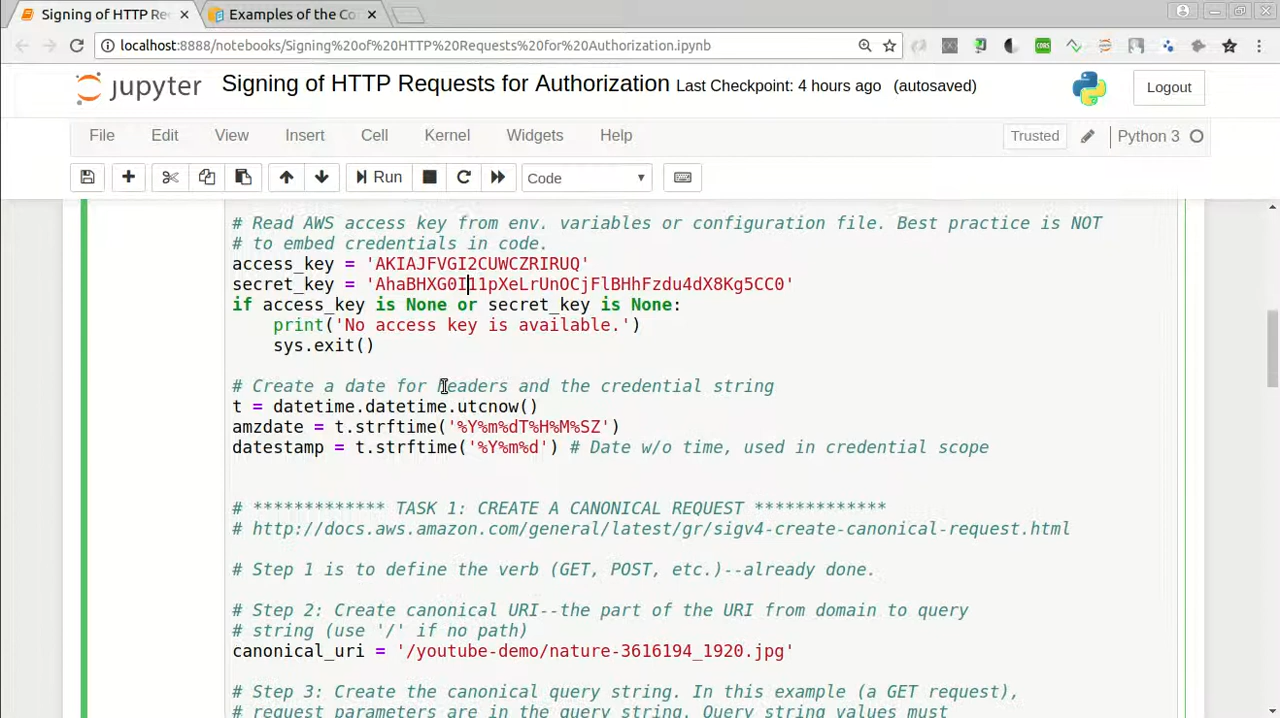 Signing of HTTP Re
Examples of the Co
localhost:8888/notebooks/Signing%20of%20HTTP%20Requests%20for%20Authorization.ipynb
jupyter Signing of HTTP Requests for Authorization Last Checkpoint: 4 hours ago (autosaved)
Logout
File Edit View Insert Cell Kernel Widgets Help
Trusted Python 3
Run Code
# Read AWS access key from env. variables or configuration file. Best practice is NOT
# to embed credentials in code.
access_key = 'AKIAJFVGI2CUWCZRIRUQ'
secret_key = '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'
if access_key is None or secret_key is None:
    print('No access key is available.')
    sys.exit()
# Create a date for headers and the credential string
t = datetime.datetime.utcnow()
amzdate = t.strftime('%Y%m%dT%H%M%SZ')
datestamp = t.strftime('%Y%m%d') # Date w/o time, used in credential scope
# ************* TASK 1: CREATE A CANONICAL REQUEST *************
# http://docs.aws.amazon.com/general/latest/gr/sigv4-create-canonical-request.html
# Step 1 is to define the verb (GET, POST, etc.)--already done.
# Step 2: Create canonical URI--the part of the URI from domain to query
# string (use '/' if no path)
canonical_uri = '/youtube-demo/nature-3616194_1920.jpg'
# Step 3: Create the canonical query string. In this example (a GET request),
# request parameters are in the query string. Query string values must